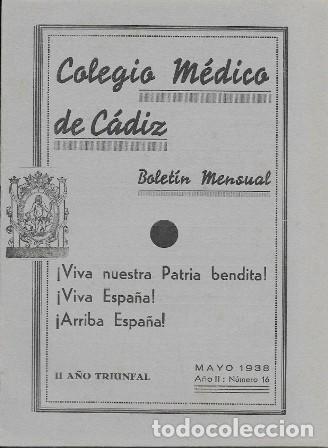 Colegio Médico
de Cádiz
Boletín Mensual
¡Viva nuestra Patria bendita!
¡Viva España!
¡Arriba España!
II AÑO TRIUNFAL
MAYO 1938
Año II : Número 16
todocoleccion